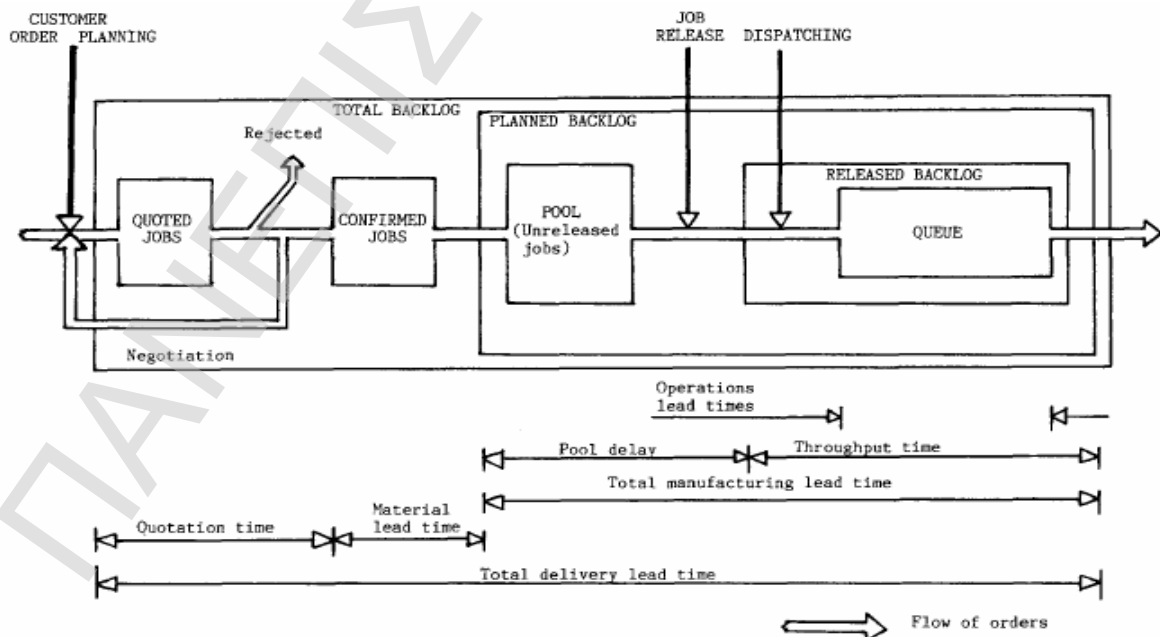 CUSTOMER
ORDER PLANNING
JOB
RELEASE DISPATCHING
TOTAL BACKLOG
PLANNED BACKLOG
Rejected
RELEASED BACKLOG
QUOTED
JOBS
CONFIRMED
JOBS
POOL
(Unreleased
jobs)
QUEUE
Negotiation
Operations
lead times
Pool delay
Throughput time
Total manufacturing lead time
Quotation time
Material
lead time
Total delivery lead time
Flow of orders
ΠΑΝΕΠΙΣ